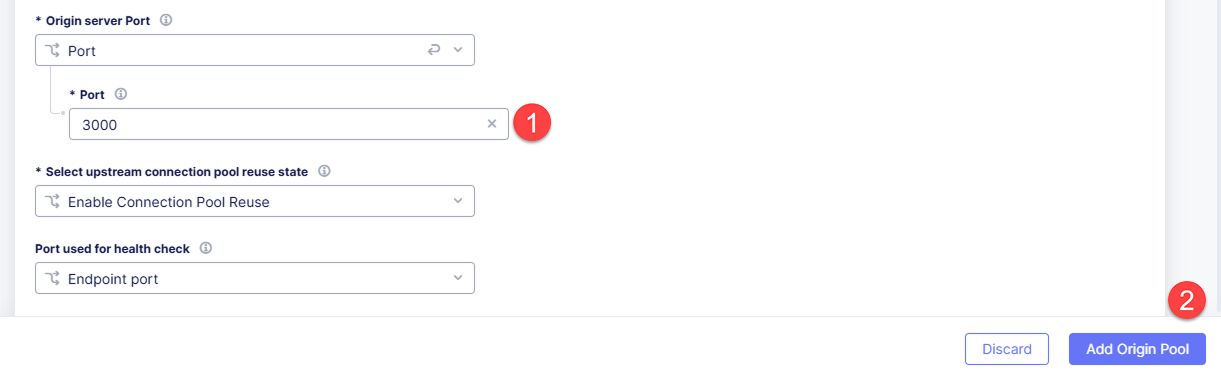 * Origin server Port
Port
* Port
3000
1
* Select upstream connection pool reuse state
Enable Connection Pool Reuse
Port used for health check
Endpoint port
2
Discard
Add Origin Pool